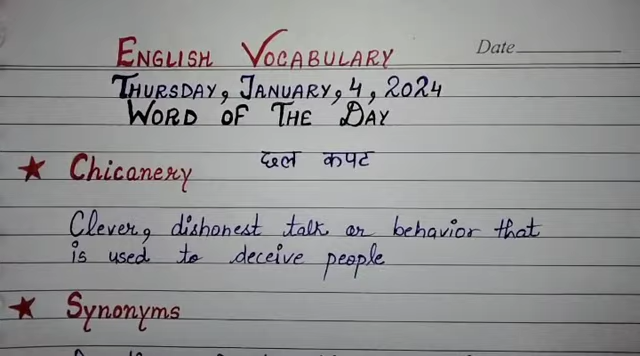 ENGLISH VOCABULARY
Date
THURSDAY, JANUARY, 4, 2024
WORD OF THE DAY
छल कपट
★ Chicanery
Clever, dishonest talk or behavior that
is used to deceive people
★ Synonyms